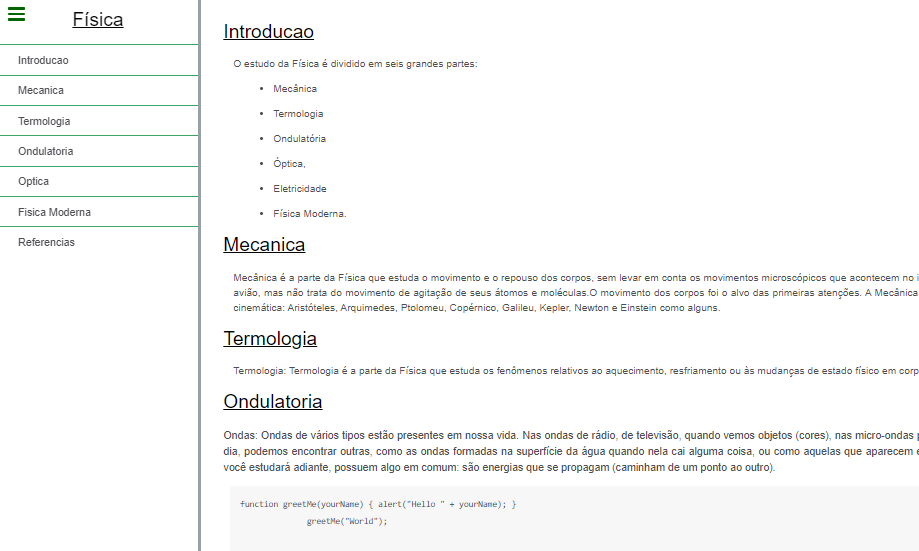 Física
Introducao
Mecanica
Termologia
Ondulatoria
Optica
Fisica Moderna
Referencias
Introducao
O estudo da Física é dividido em seis grandes partes:
Mecânica
Termologia
Ondulatória
Óptica,
Eletricidade
Física Moderna.
Mecanica
Mecânica é a parte da Física que estuda o movimento e o repouso dos corpos, sem levar em conta os movimentos microscópicos que acontecem no
avião, mas não trata do movimento de agitação de seus átomos e moléculas.O movimento dos corpos foi o alvo das primeiras atenções. A Mecânica
cinemática: Aristóteles, Arquimedes, Ptolomeu, Copérnico, Galileu, Kepler, Newton e Einstein como alguns.
Termologia
Termologia: Termologia é a parte da Física que estuda os fenômenos relativos ao aquecimento, resfriamento ou às mudanças de estado físico em corp
Ondulatoria
Ondas: Ondas de vários tipos estão presentes em nossa vida. Nas ondas de rádio, de televisão, quando vemos objetos (cores), nas micro-ondas
dia, podemos encontrar outras, como as ondas formadas na superfície da água quando nela cai alguma coisa, ou como aquelas que aparecem
você estudará adiante, possuem algo em comum: são energias que se propagam (caminham de um ponto ao outro).
function greetMe(yourName) { alert("Hello " + yourName); }
greetMe("World");